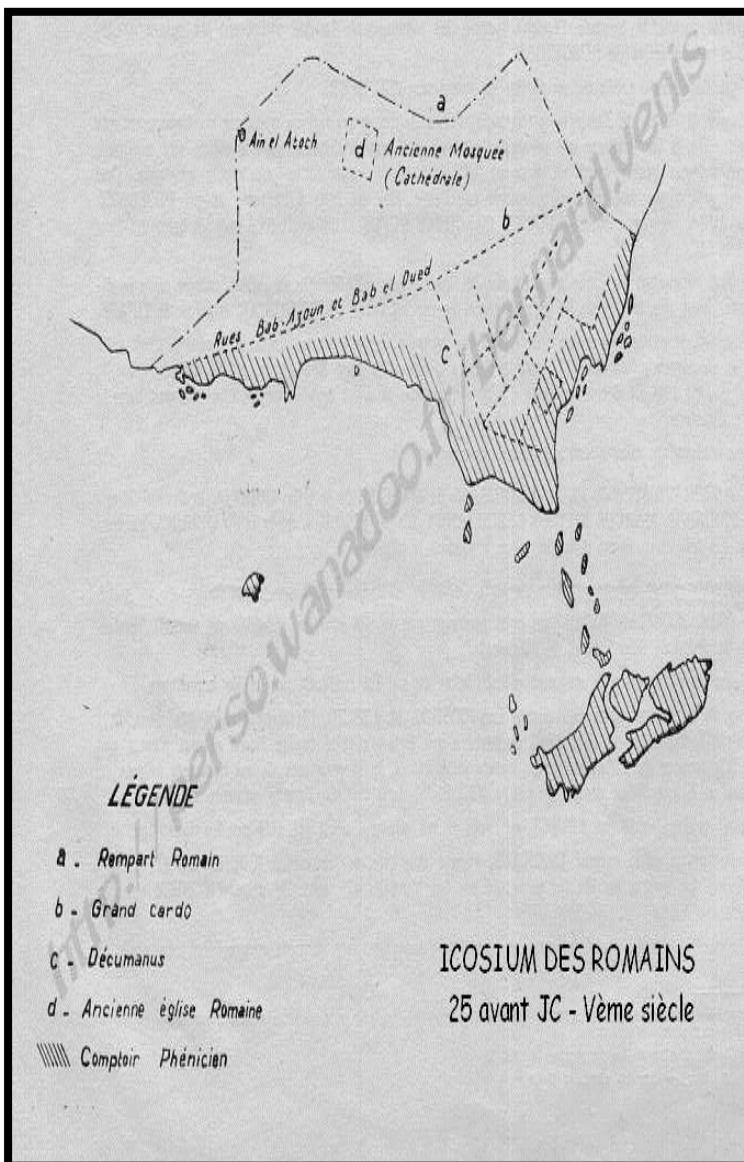 a
Ain el Atoch
d
Ancienne Mosquée
(Cathédrale)
b
Rues Bab-Azoun et Bab el Oued
C
LÉGENDE
a - Rempart Romain
b - Grand cardo
c - Décumanus
d - Ancienne église Romaine
Comptoir Phénicien
ICOSIUM DES ROMAINS
25 avant JC - Vème siècle
http://perso.wanadoo.fr/bernard.venis